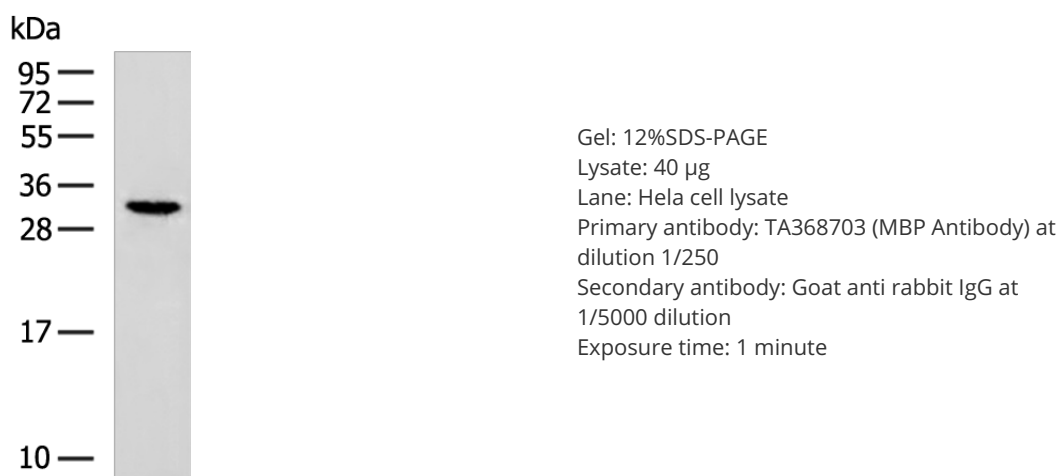 kDa
95
72
55
36
28
17
10
Gel: 12%SDS-PAGE
Lysate: 40 μg
Lane: Hela cell lysate
Primary antibody: TA368703 (MBP Antibody) at
dilution 1/250
Secondary antibody: Goat anti rabbit IgG at
1/5000 dilution
Exposure time: 1 minute